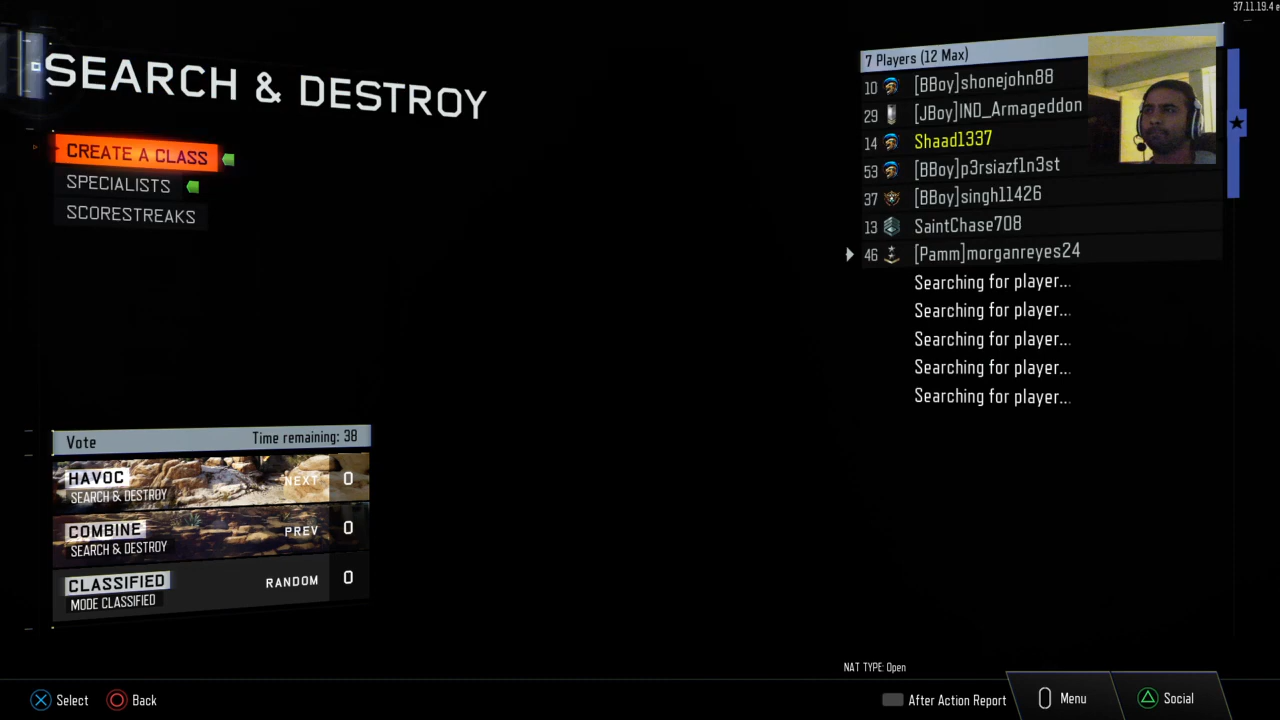 37.11.19.4
SEARCH & DESTROY
CREATE A CLASS
SPECIALISTS
SCORESTREAKS
7 Players (12 Max)
10 [BBoy]shonejohn88
29 [JBoy]IND_Armageddon
14 Shaad1337
53 [BBoy]p3rsiazf1n3st
37 [BBoy]singh11426
13 SaintChase708
46 [Pamm]morganreyes24
Searching for player...
Searching for player...
Searching for player...
Searching for player...
Searching for player...
Vote Time remaining: 38
HAVOC
SEARCH & DESTROY
NEXT 0
COMBINE
SEARCH & DESTROY
PREV 0
CLASSIFIED
MODE CLASSIFIED
RANDOM 0
NAT TYPE: Open
Select Back After Action Report Menu Social